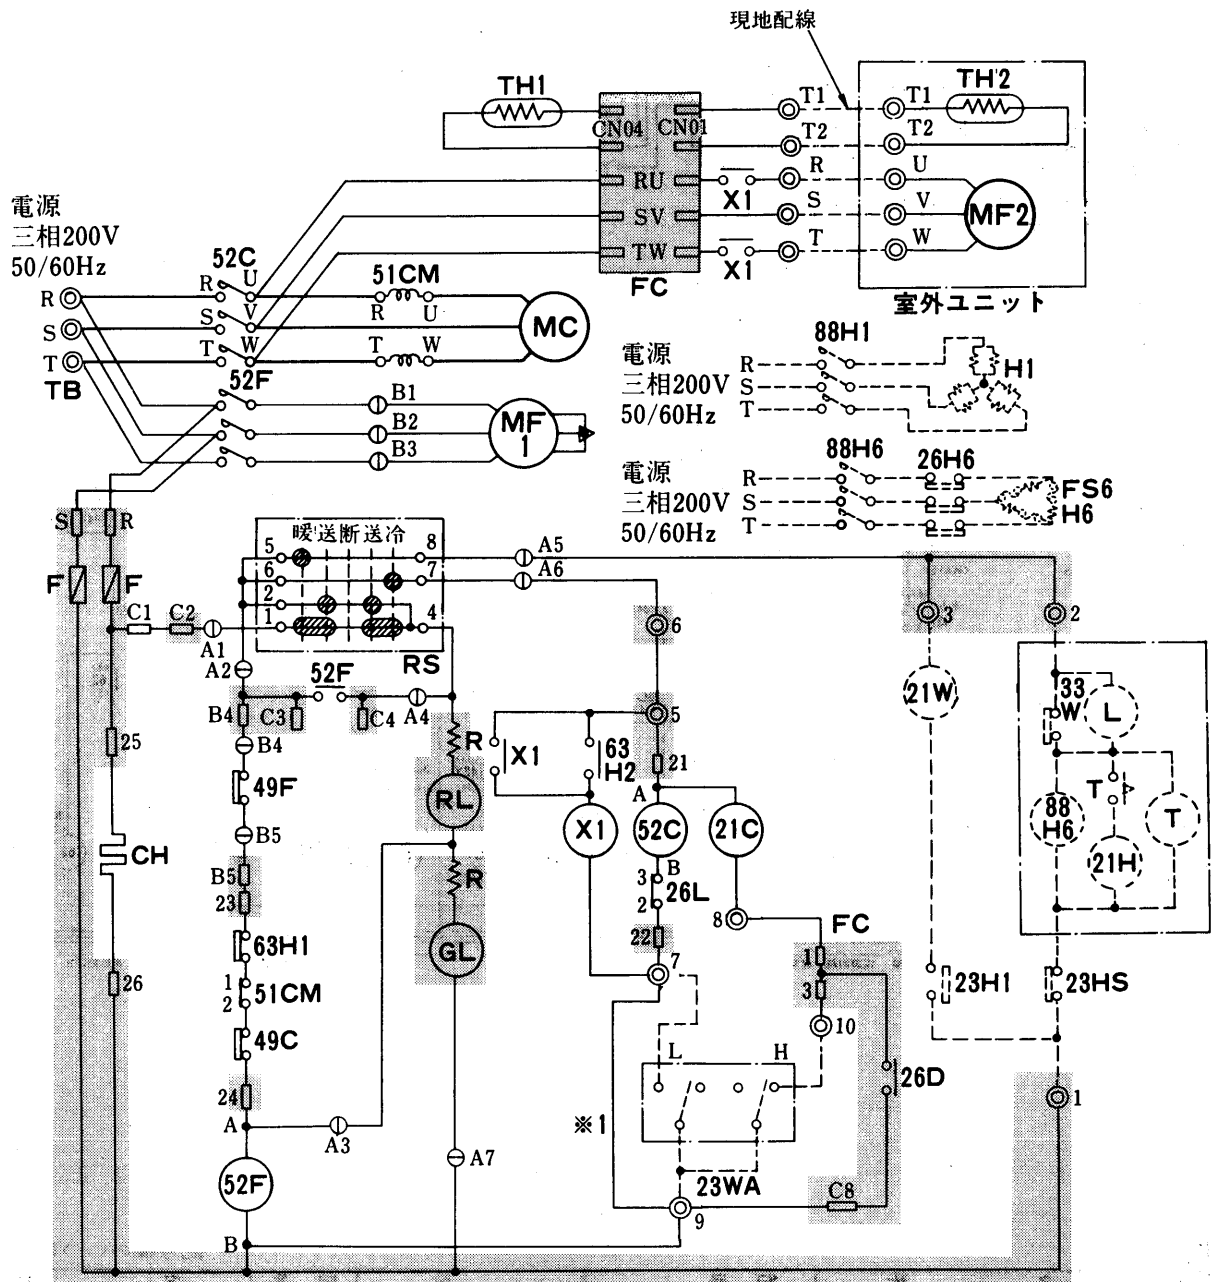 現地配線
TH1
CN04
CN01
T1
T1
TH2
T2
T2
RU
X1
R
U
SV
S
V
MF2
TW
X1
T
W
FC
室外ユニット
電源
三相200V
50/60Hz
52C
R
R
U
51CM
R
U
S
S
V
MC
T
T
W
T
W
TB
52F
B1
B2
B3
MF
1
電源
三相200V
50/60Hz
R
S
T
88H1
H1
電源
三相200V
50/60Hz
R
S
T
88H6
26H6
FS6
H6
S
R
F
F
暖送断送冷
5
8
6
7
2
1
4
RS
A5
A6
C1
C2
A1
A2
52F
B4
C3
C4
A4
6
3
2
25
B4
R
X1
63
H2
5
21
21W
33
W
L
49F
RL
A
T
A
CH
B5
X1
52C
21C
88
H6
T
B5
23
R
B
3
2
26L
21H
8
FC
63H1
GL
22
1
26
1
2
51CM
7
3
23H1
23HS
49C
10
L
H
26D
24
1
A
A3
※1
A7
52F
23WA
C8
B
9